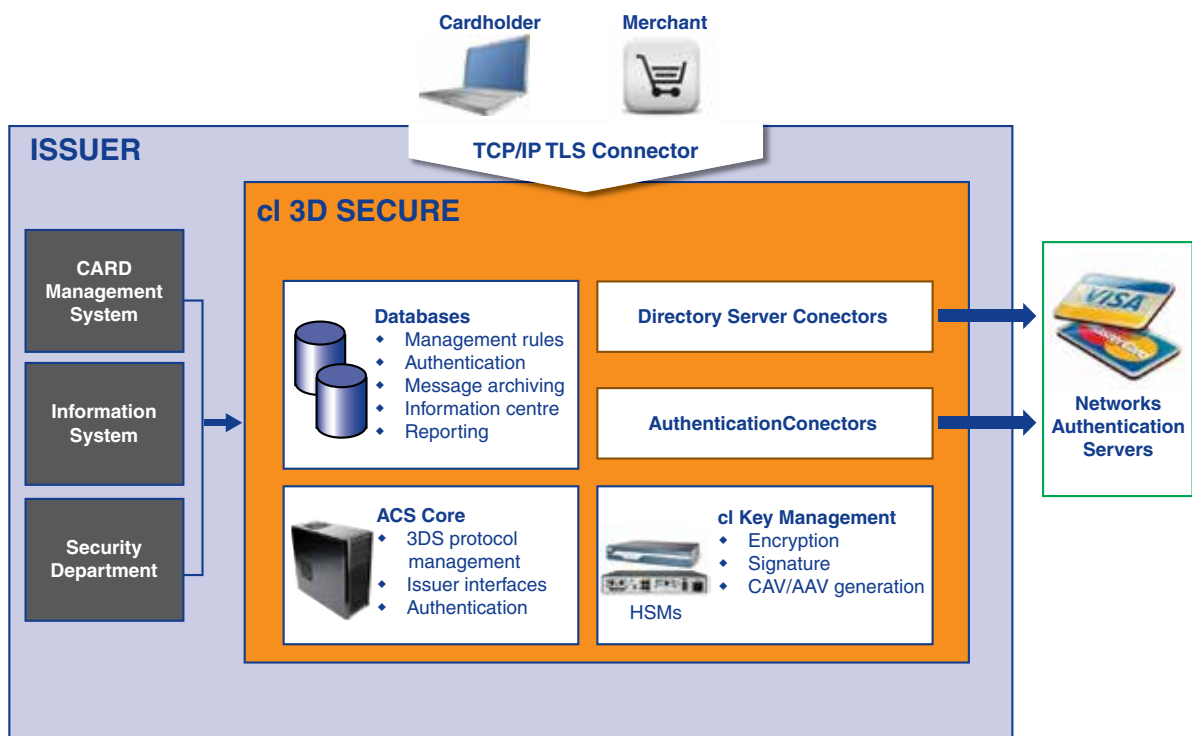 Cardholder
Merchant
TCP/IP TLS Connector
ISSUER
cl 3D SECURE
CARD
Management
System
Information
System
Security
Department
Databases
◆ Management rules
◆ Authentication
◆ Message archiving
◆ Information centre
◆ Reporting
Directory Server Conectors
AuthenticationConectors
ACS Core
◆ 3DS protocol
management
◆ Issuer interfaces
◆ Authentication
cl Key Management
◆ Encryption
◆ Signature
◆ CAV/AAV generation
HSMs
VISA
MasterCard
Networks
Authentication
Servers